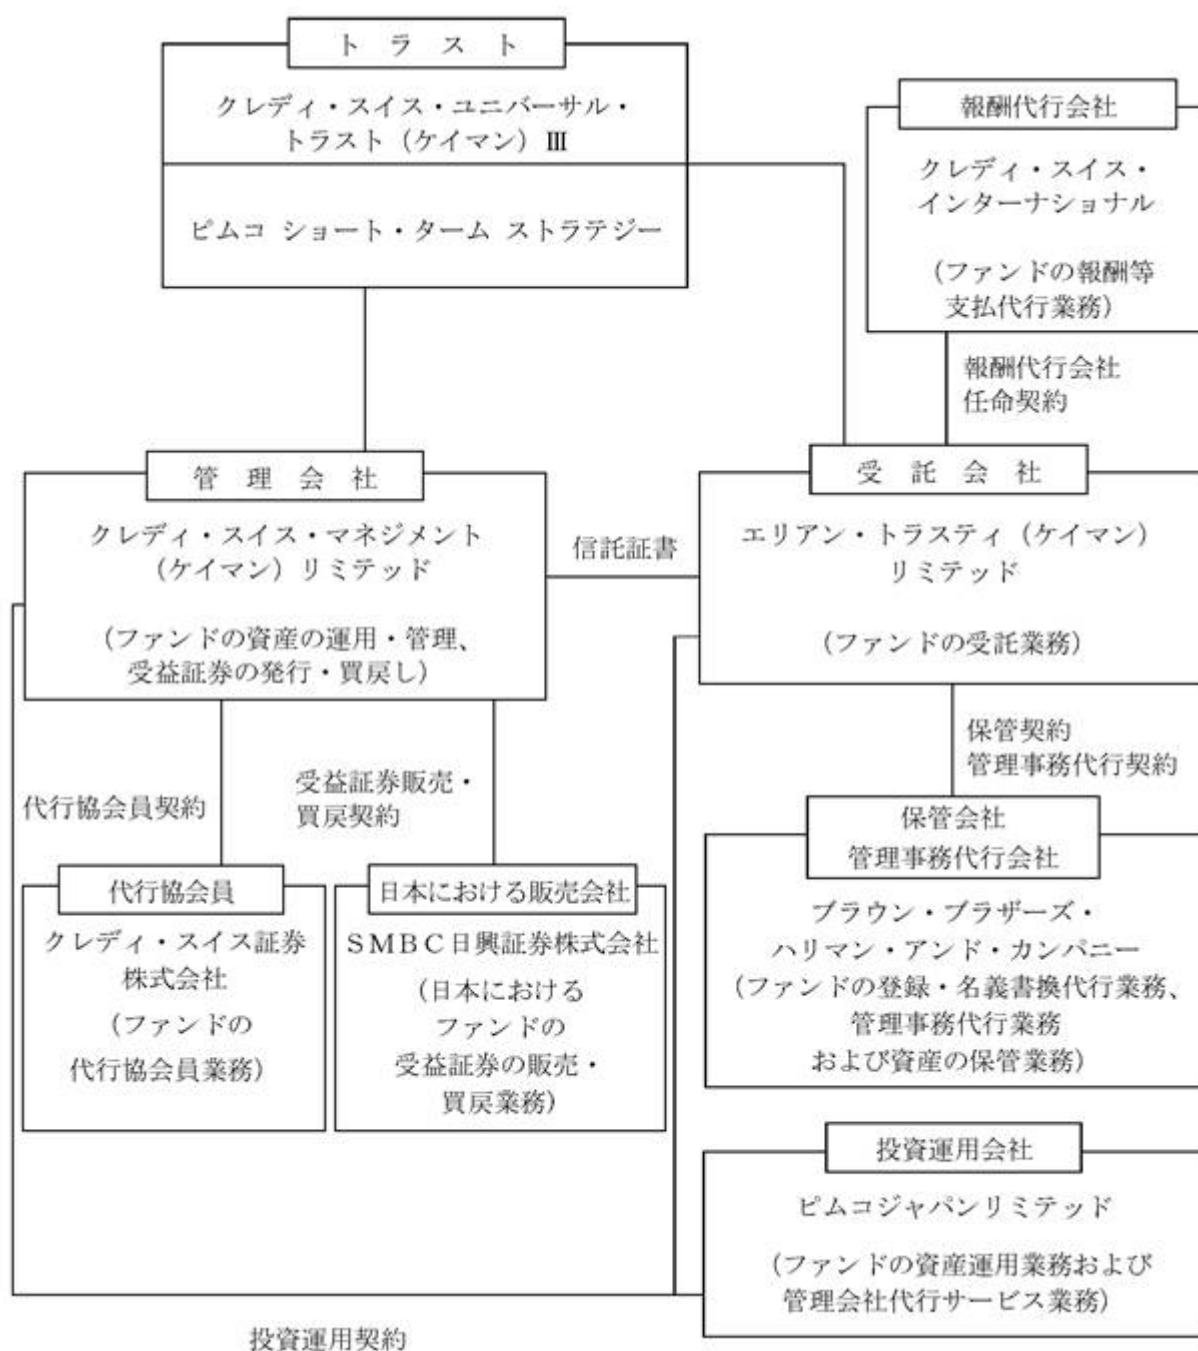 トラスト
クレディ・スイス・ユニバーサル・
トラスト（ケイマン）Ⅲ
ピムコ ショート・ターム ストラテジー
報酬代行会社
クレディ・スイス・
インターナショナル
（ファンドの報酬等
支払代行業務）
報酬代行会社
任命契約
管理会社
クレディ・スイス・マネジメント
（ケイマン）リミテッド
（ファンドの資産の運用・管理、
受益証券の発行・買戻し）
信託証書
受託会社
エリアン・トラスティ（ケイマン）
リミテッド
（ファンドの受託業務）
代行協会員契約
受益証券販売・
買戻契約
保管契約
管理事務代行契約
代行協会員
クレディ・スイス証券
株式会社
（ファンドの
代行協会員業務）
日本における販売会社
ＳＭＢＣ日興証券株式会社
（日本における
ファンドの
受益証券の販売・
買戻業務）
保管会社
管理事務代行会社
ブラウン・ブラザーズ・
ハリマン・アンド・カンパニー
（ファンドの登録・名義書換代行業務、
管理事務代行業務
および資産の保管業務）
投資運用会社
ピムコジャパンリミテッド
（ファンドの資産運用業務および
管理会社代行サービス業務）
投資運用契約